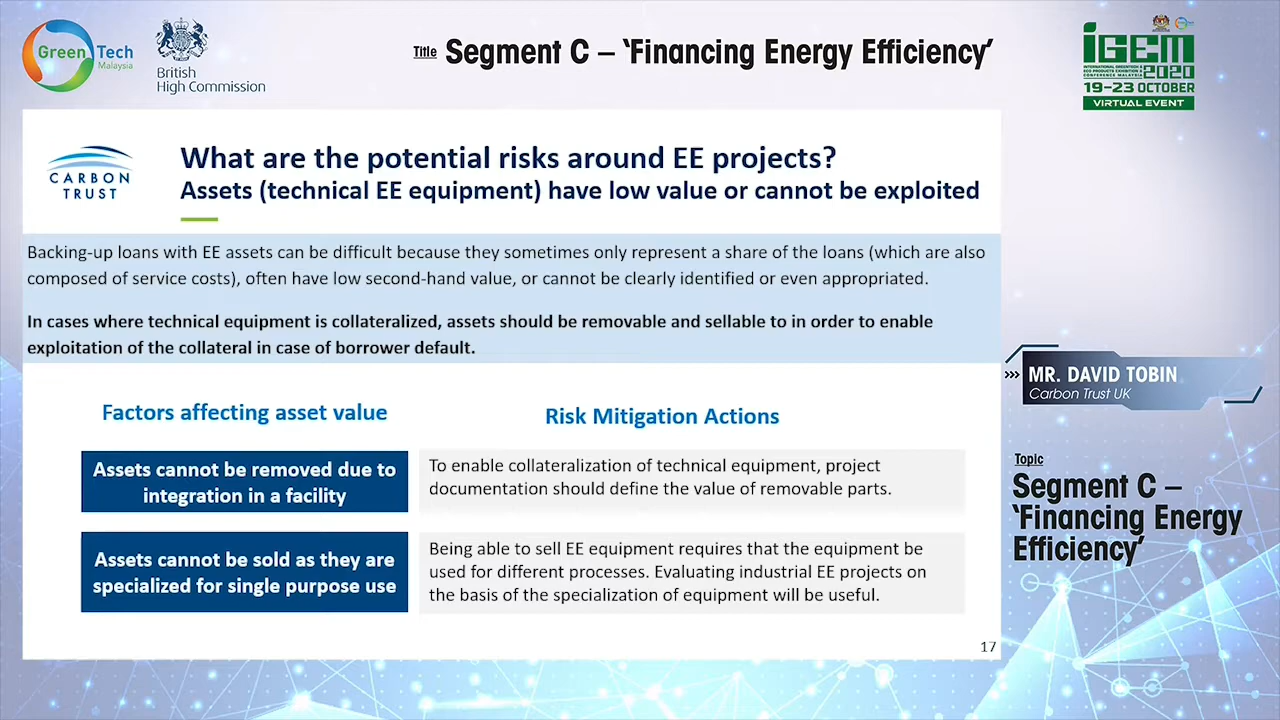 GreenTech
Malaysia
British
High Commission
Title Segment C – ‘Financing Energy Efficiency’
iGEM
INTERNATIONAL GREENTECH &
ECO PRODUCTS EXHIBITION &
CONFERENCE MALAYSIA 2020
19-23 OCTOBER
VIRTUAL EVENT
CARBON
TRUST
What are the potential risks around EE projects?
Assets (technical EE equipment) have low value or cannot be exploited
Backing-up loans with EE assets can be difficult because they sometimes only represent a share of the loans (which are also
composed of service costs), often have low second-hand value, or cannot be clearly identified or even appropriated.
In cases where technical equipment is collateralized, assets should be removable and sellable to in order to enable
exploitation of the collateral in case of borrower default.
Factors affecting asset value
Risk Mitigation Actions
Assets cannot be removed due to
integration in a facility
To enable collateralization of technical equipment, project
documentation should define the value of removable parts.
Assets cannot be sold as they are
specialized for single purpose use
Being able to sell EE equipment requires that the equipment be
used for different processes. Evaluating industrial EE projects on
the basis of the specialization of equipment will be useful.
17
MR. DAVID TOBIN
Carbon Trust UK
Topic
Segment C –
‘Financing Energy
Efficiency’